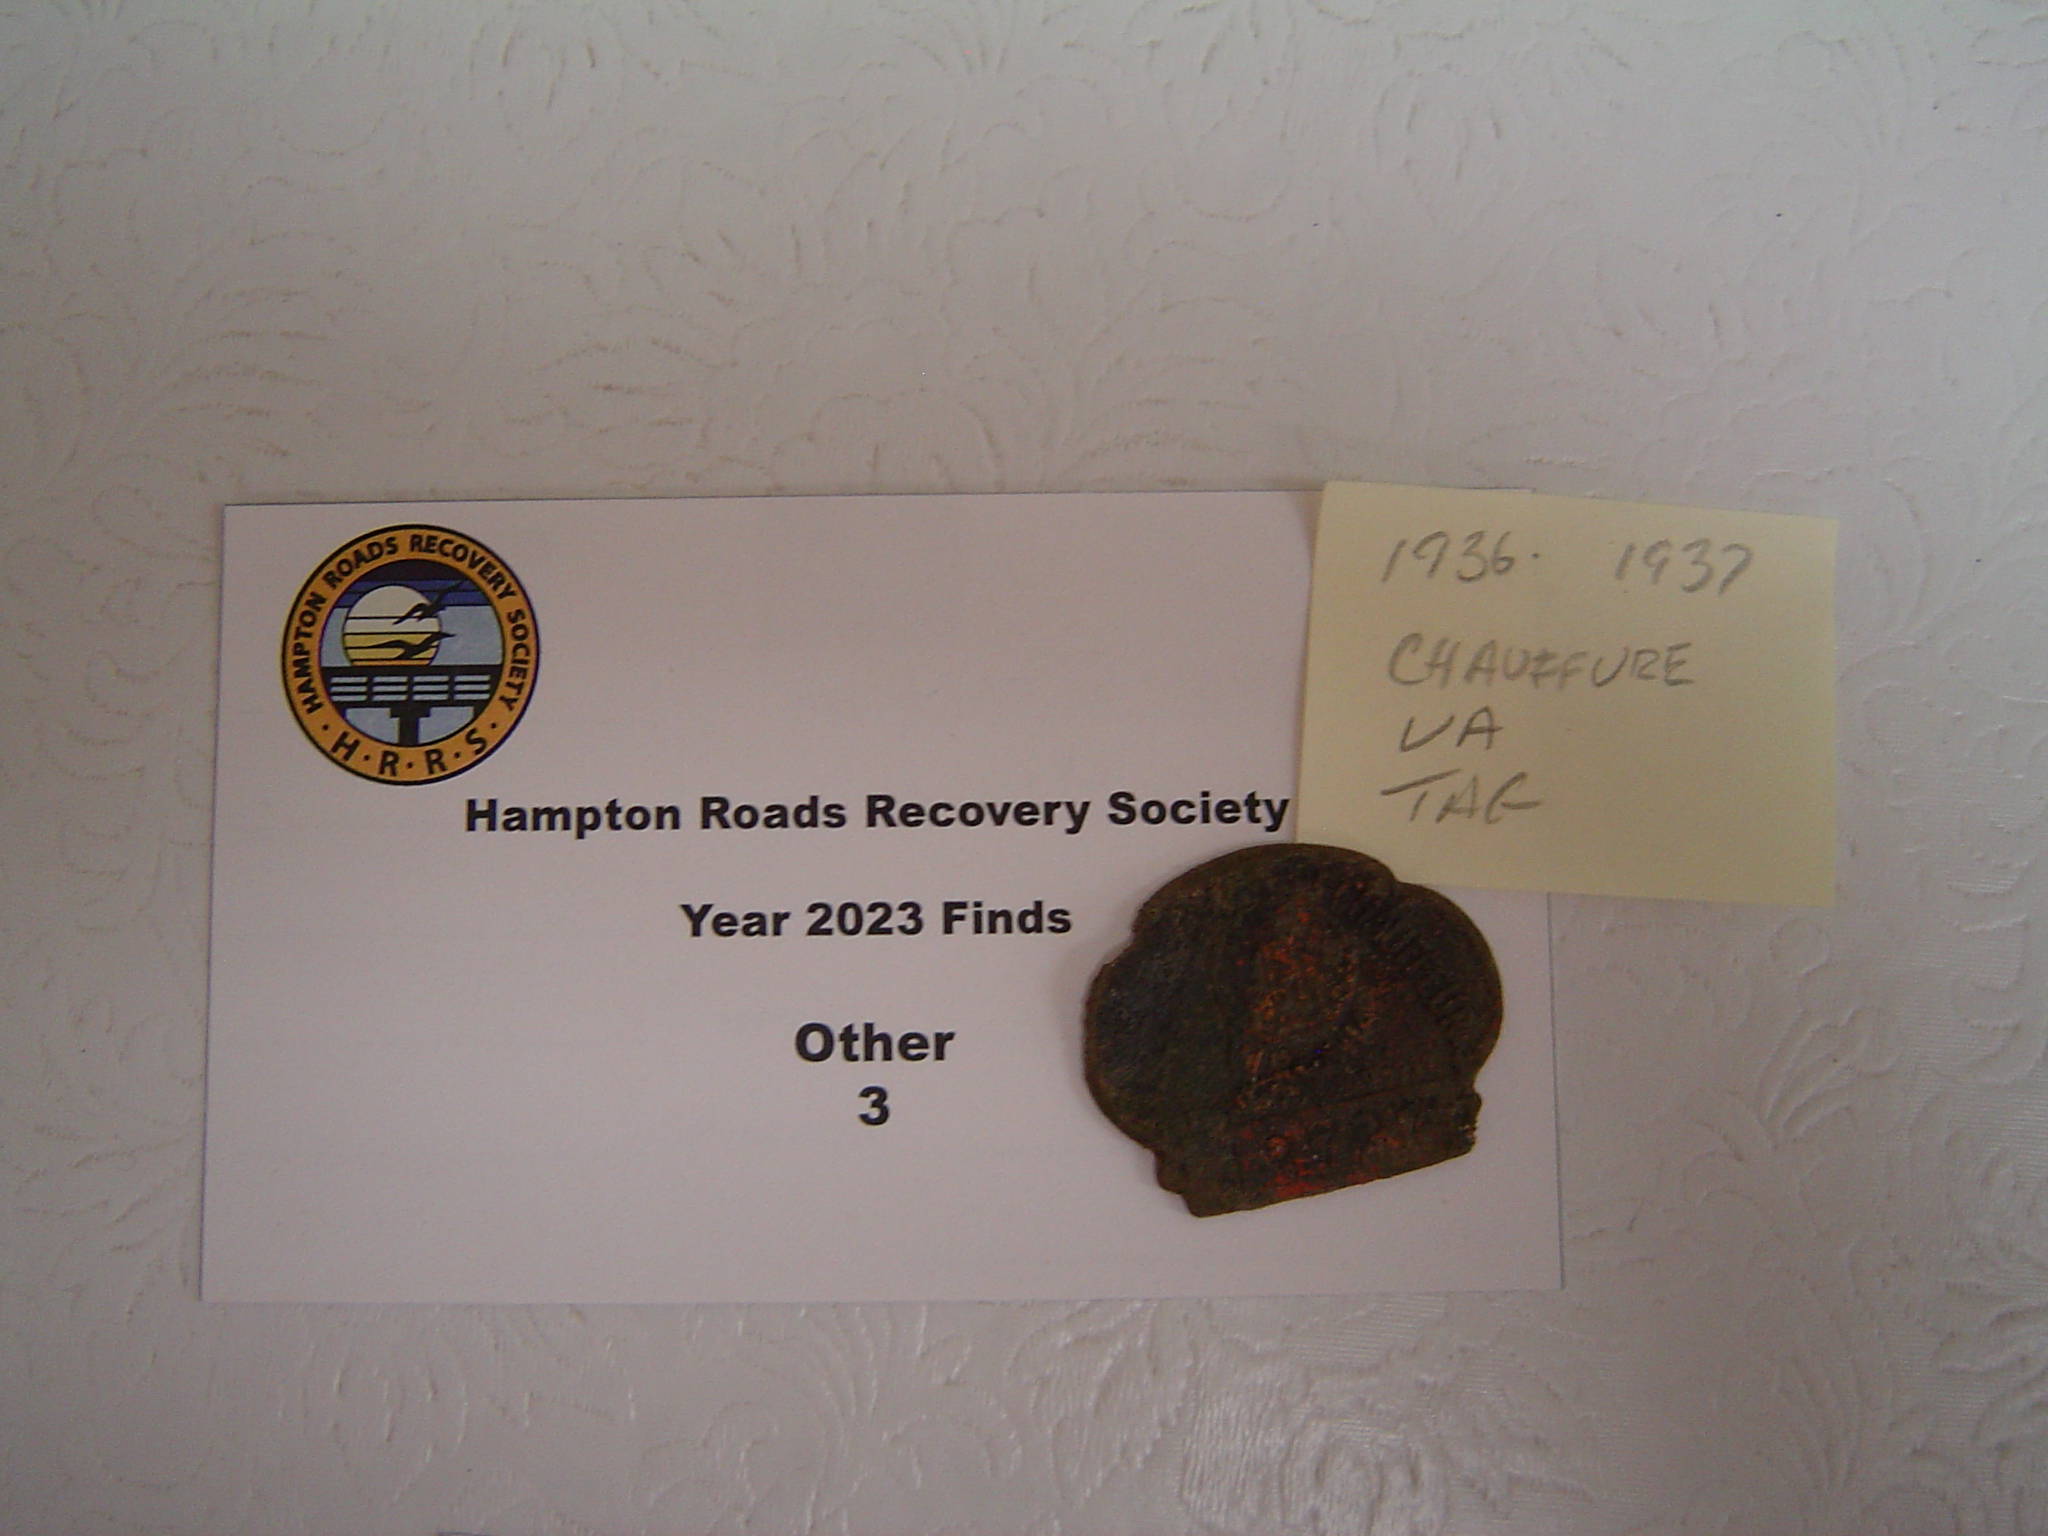 HAMPTON ROADS RECOVERY SOCIETY
· H · R · R · S ·
Hampton Roads Recovery Society
Year 2023 Finds
Other
3
1936. 1937
CHAUFFURE
VA
TAG